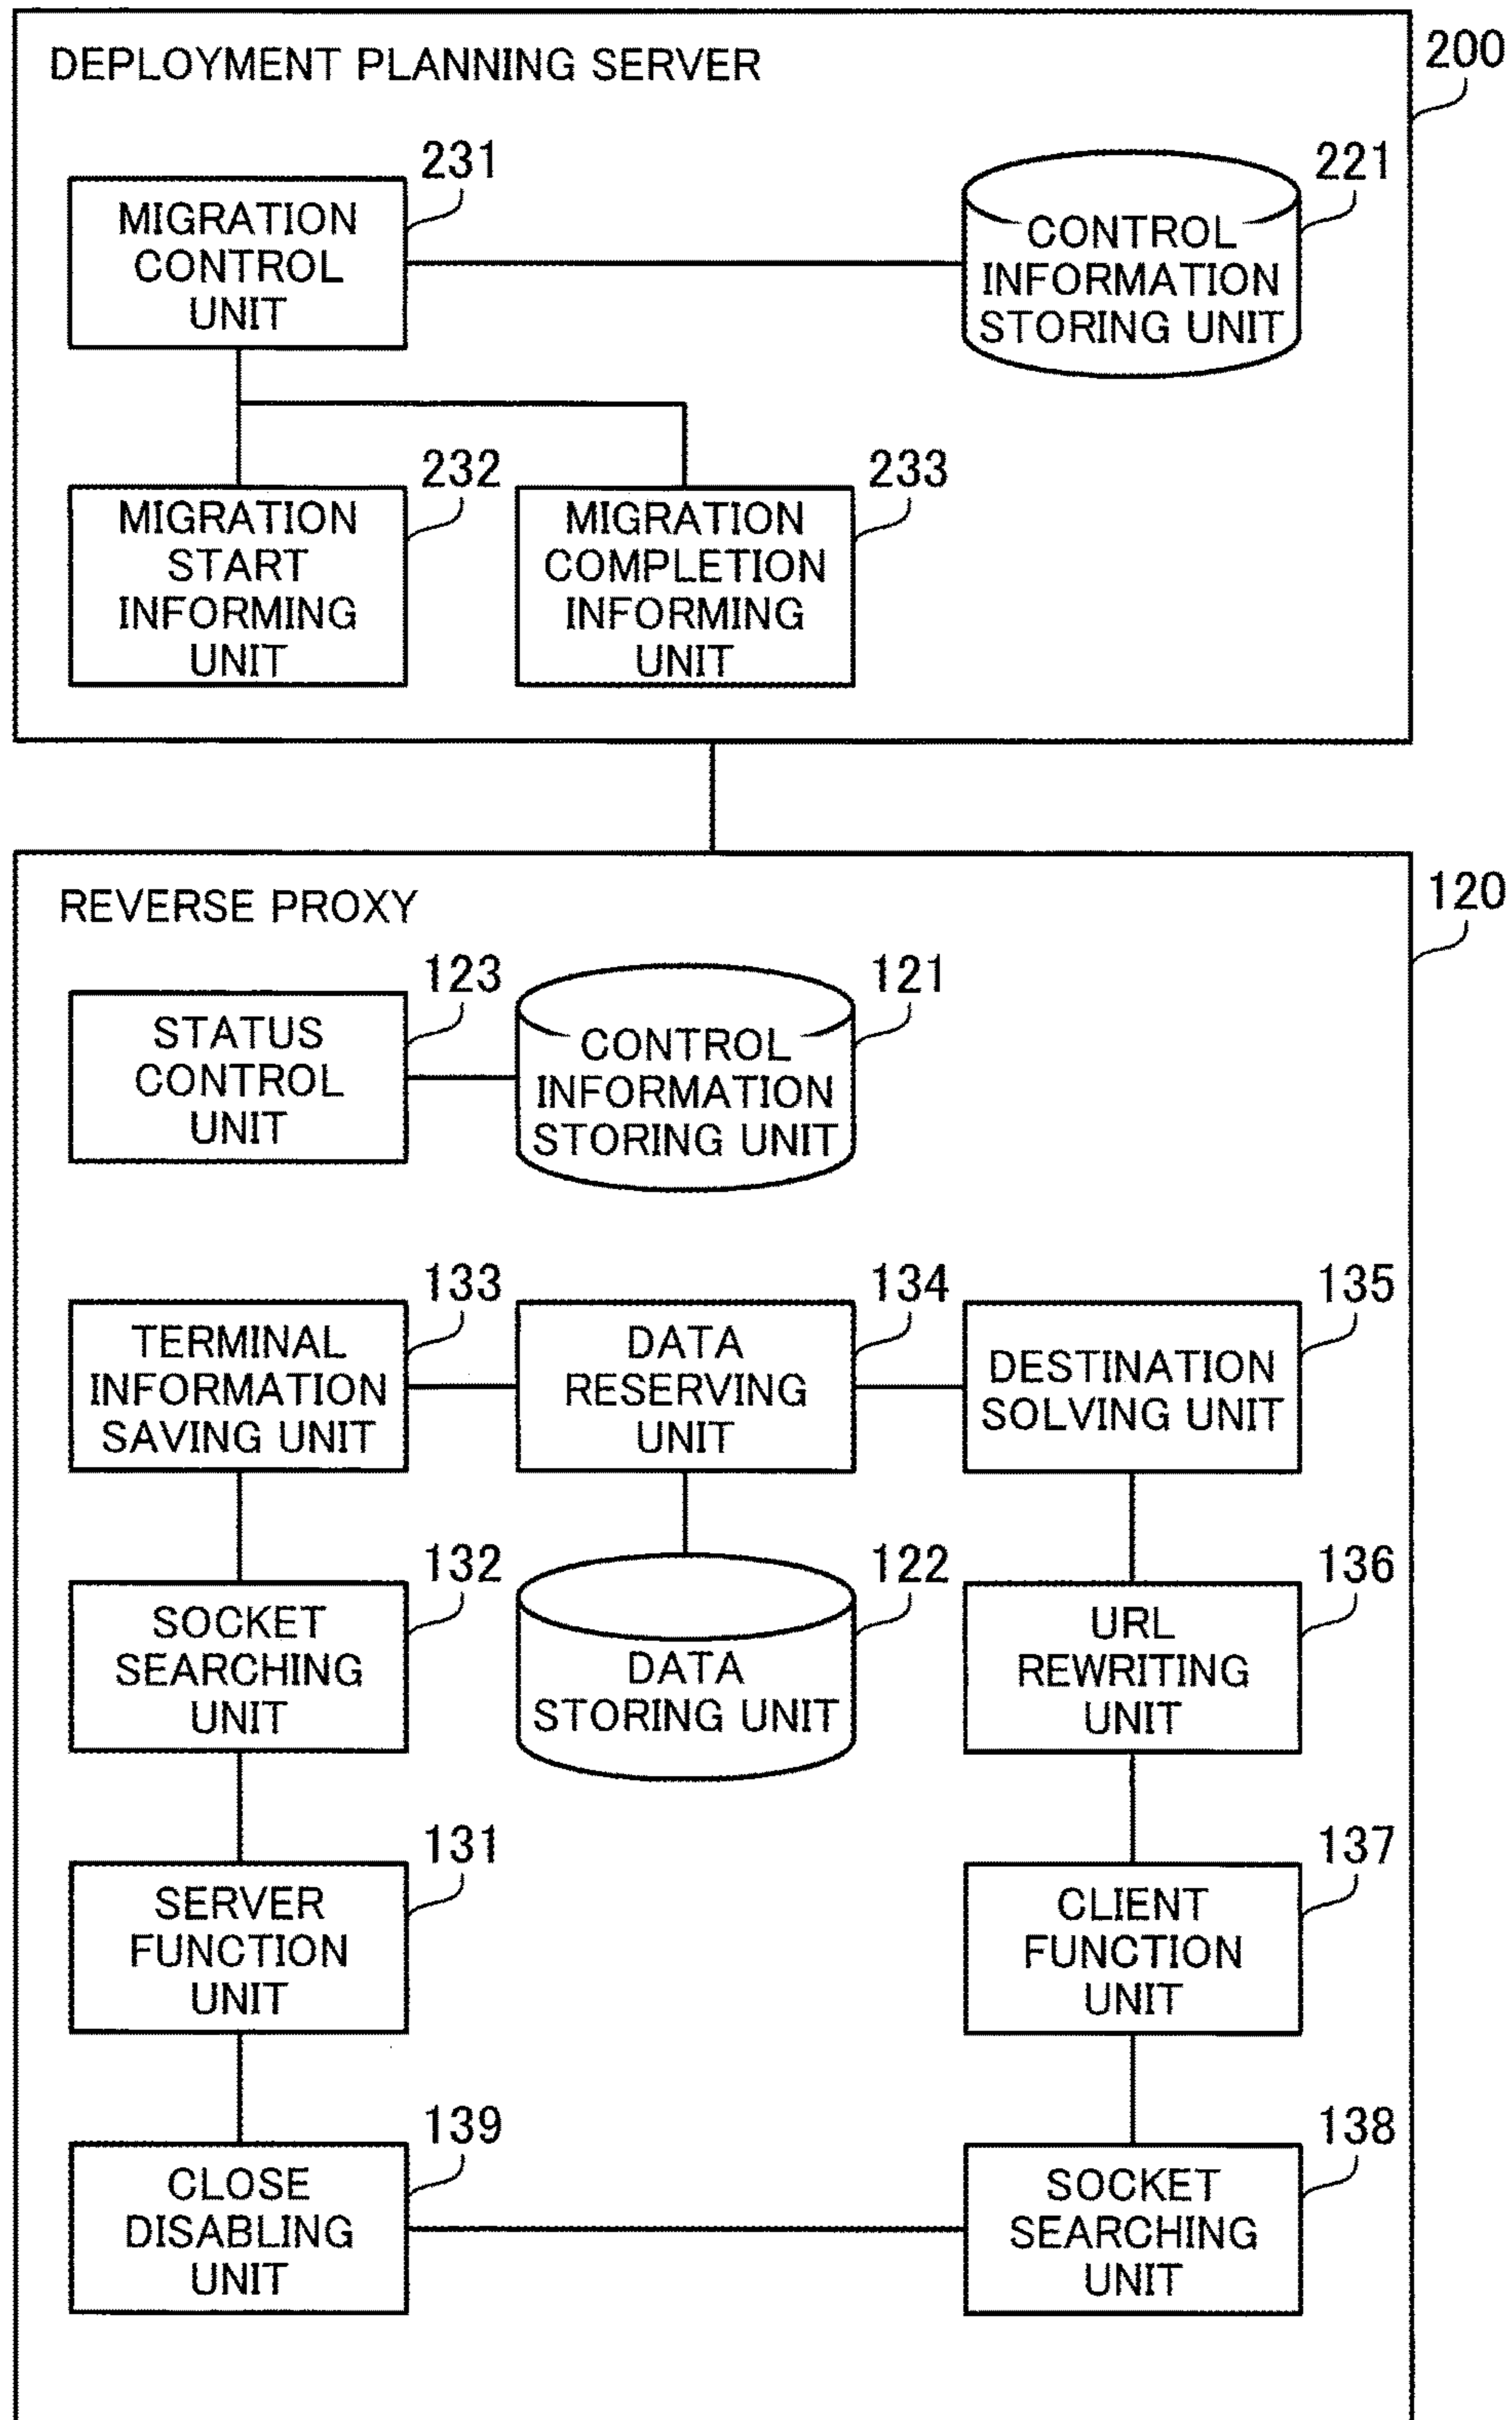 DEPLOYMENT PLANNING SERVER
200
231
MIGRATION
CONTROL
UNIT
221
CONTROL
INFORMATION
STORING UNIT
232
MIGRATION
START
INFORMING
UNIT
233
MIGRATION
COMPLETION
INFORMING
UNIT
REVERSE PROXY
120
123
STATUS
CONTROL
UNIT
121
CONTROL
INFORMATION
STORING UNIT
133
TERMINAL
INFORMATION
SAVING UNIT
134
DATA
RESERVING
UNIT
135
DESTINATION
SOLVING UNIT
132
SOCKET
SEARCHING
UNIT
122
DATA
STORING UNIT
136
URL
REWRITING
UNIT
131
SERVER
FUNCTION
UNIT
137
CLIENT
FUNCTION
UNIT
139
CLOSE
DISABLING
UNIT
138
SOCKET
SEARCHING
UNIT